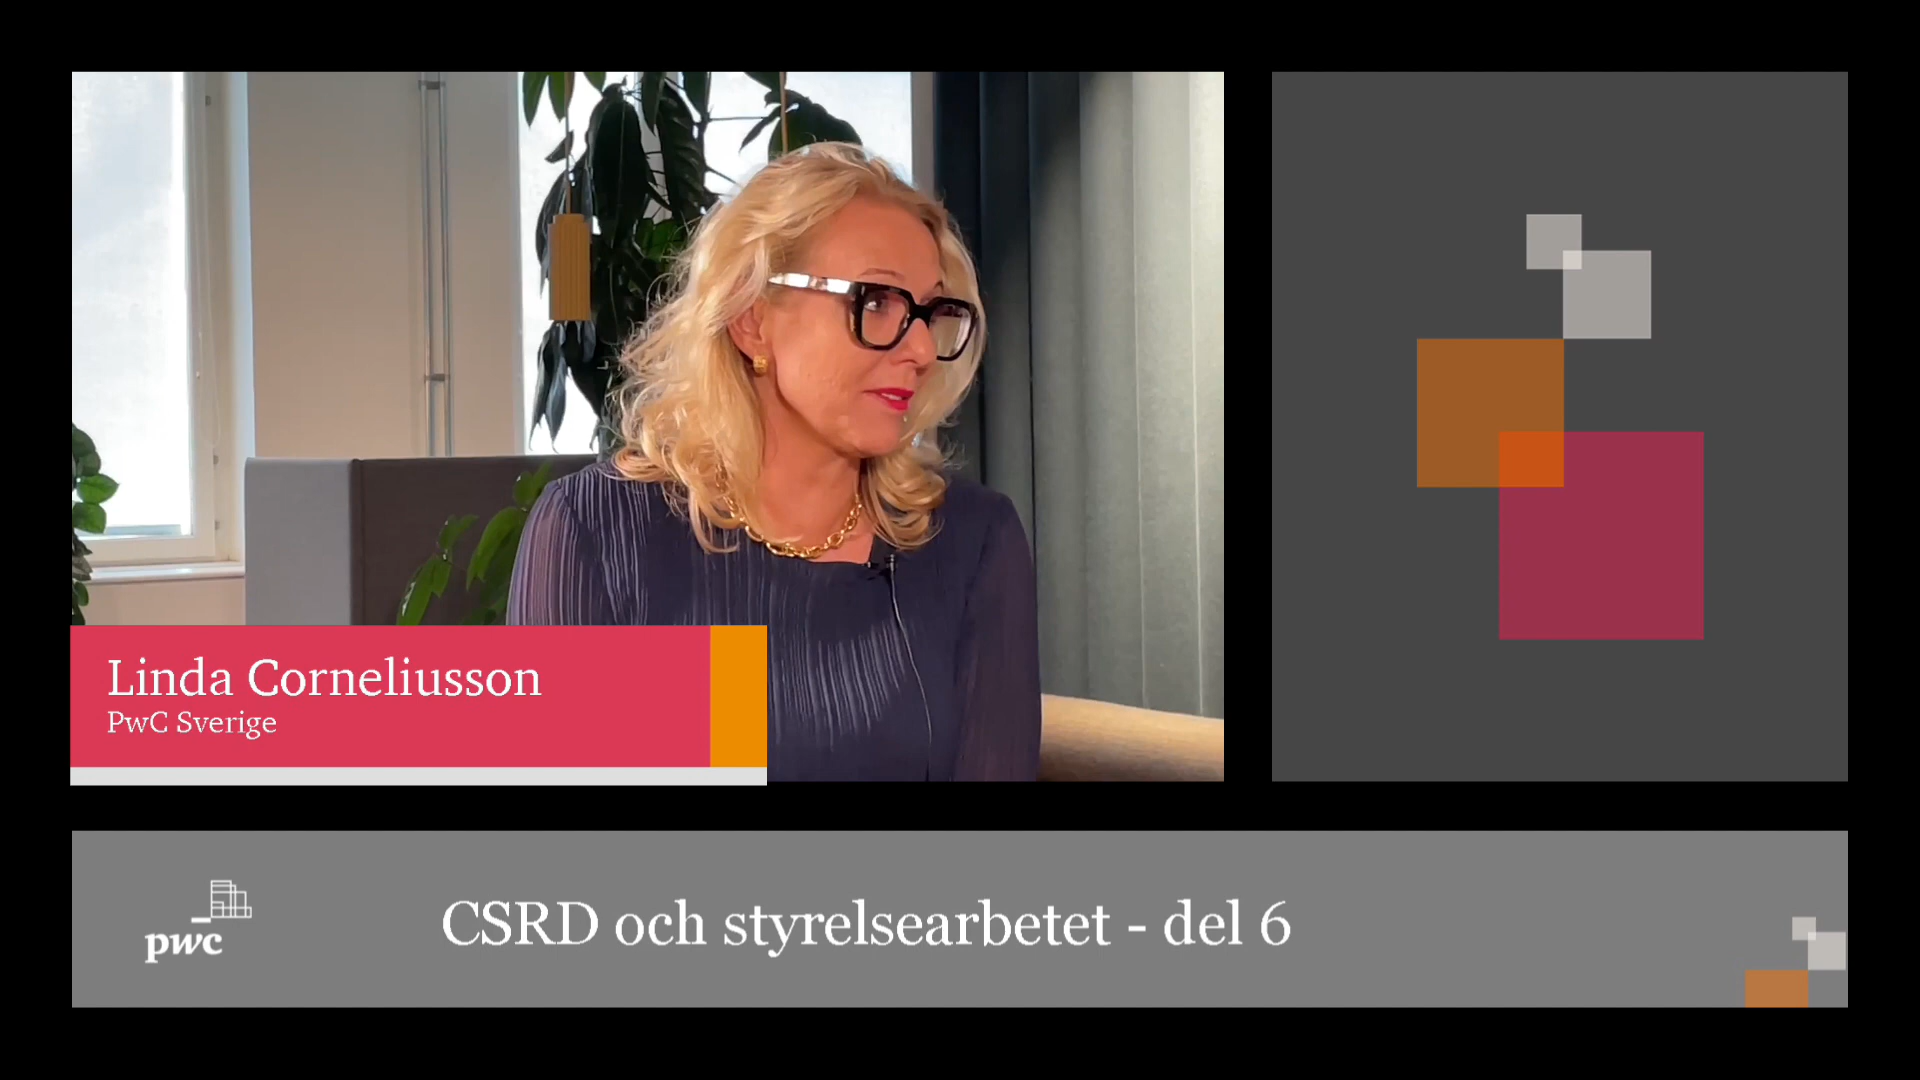 Linda Corneliusson
PwC Sverige
pwc
CSRD och styrelsearbetet - del 6